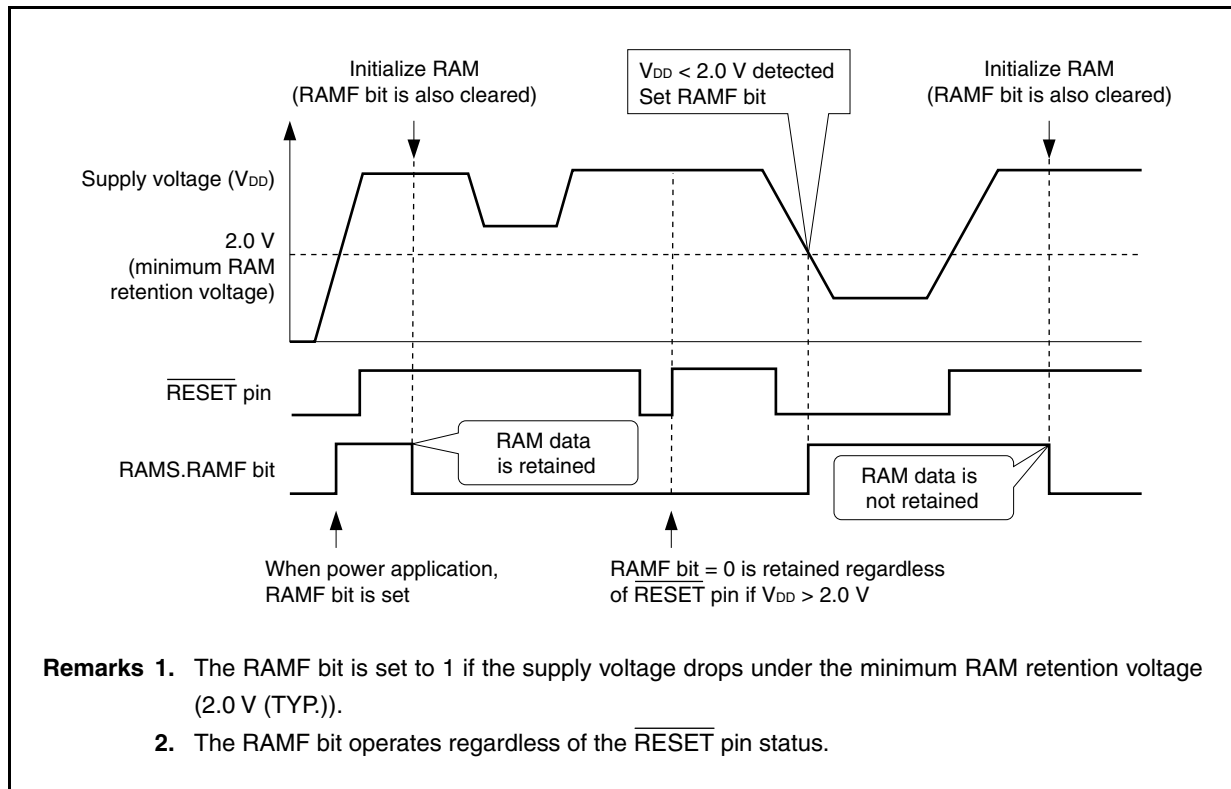 Initialize RAM
(RAMF bit is also cleared)
VDD < 2.0 V detected
Set RAMF bit
Initialize RAM
(RAMF bit is also cleared)
Supply voltage (VDD)
2.0 V
(minimum RAM
retention voltage)
RESET pin
RAMS.RAMF bit
RAM data
is retained
RAM data is
not retained
When power application,
RAMF bit is set
RAMF bit = 0 is retained regardless
of RESET pin if VDD > 2.0 V
Remarks 1. The RAMF bit is set to 1 if the supply voltage drops under the minimum RAM retention voltage
(2.0 V (TYP.)).
2. The RAMF bit operates regardless of the RESET pin status.